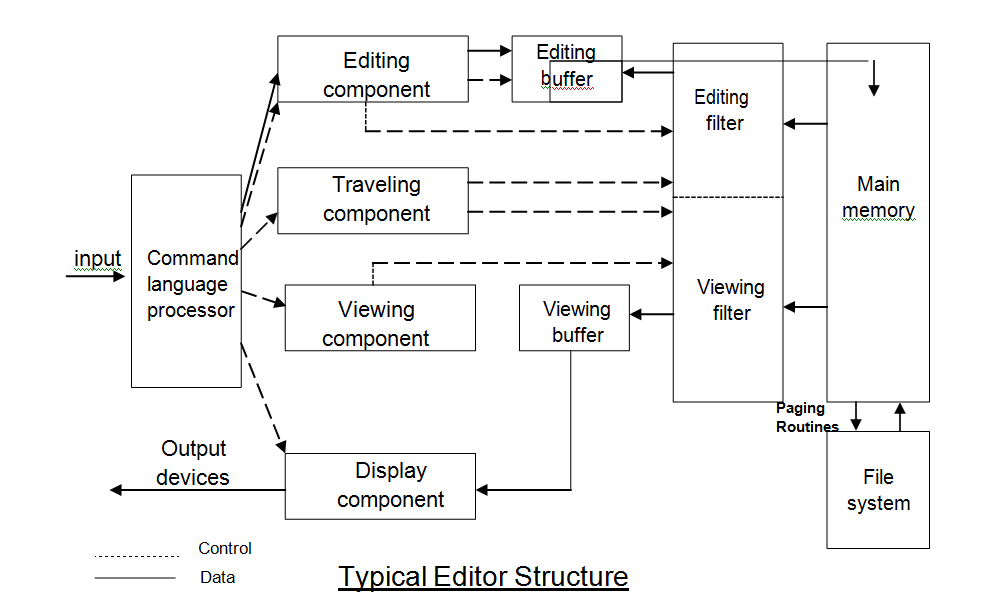 Editing
component
Editing
buffer
Editing
filter
Traveling
component
Main
memory
input
Command
language
processor
Viewing
component
Viewing
buffer
Viewing
filter
Paging
Routines
Output
devices
Display
component
File
system
Control
Data
Typical Editor Structure